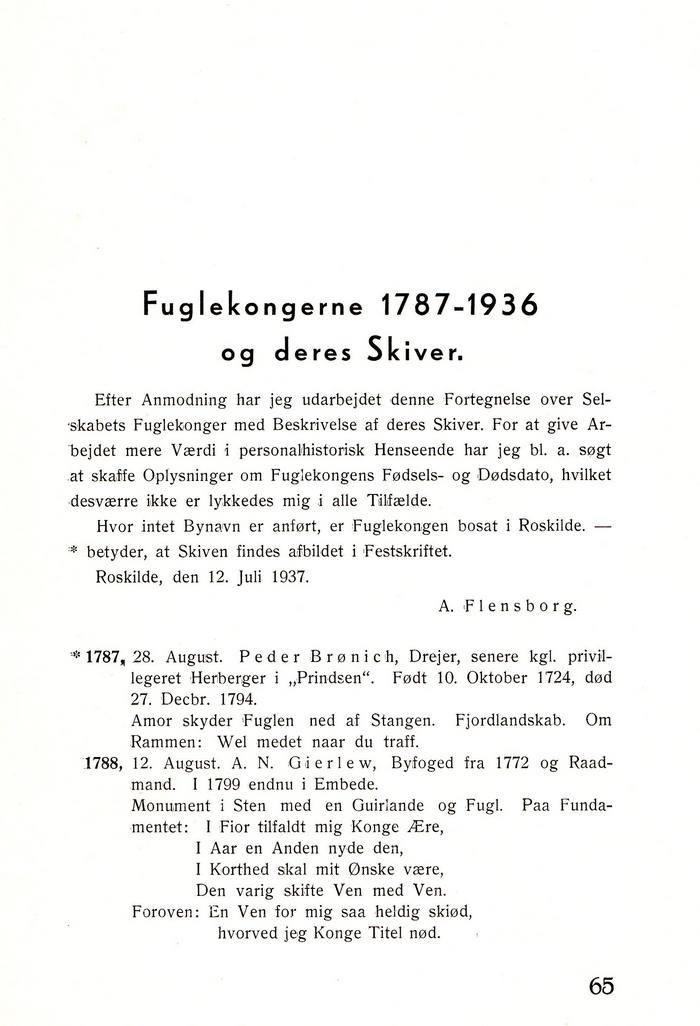 Fuglekongerne 1787-1936
og deres Skiver.
Efter Anmodning har jeg udarbejdet denne Fortegnelse over Sel-
skabets Fuglekonger med Beskrivelse af deres Skiver. For at give Ar-
bejdet mere Værdi i personalhistorisk Henseende har jeg bl. a. søgt
at skaffe Oplysninger om Fuglekongens Fødsels- og Dødsdato, hvilket
desværre ikke er lykkedes mig i alle Tilfælde.
Hvor intet Bynavn er anført, er Fuglekongen bosat i Roskilde. —
* betyder, at Skiven findes afbildet i Festskriftet.
Roskilde, den 12. Juli 1937.
A. Flensborg.
* 1787, 28. August. Peder Brønich, Drejer, senere kgl. privil-
legeret Herberger i „Prindsen“. Født 10. Oktober 1724, død
27. Decbr. 1794.
Amor skyder Fuglen ned af Stangen. Fjordlandskab. Om
Rammen: Wel medet naar du traff.
1788, 12. August. A. N. Gierlew, Byfoged fra 1772 og Raad-
mand. I 1799 endnu i Embede.
Monument i Sten med en Guirlande og Fugl. Paa Funda-
mentet: I Fior tilfaldt mig Konge Ære,
I Aar en Anden nyde den,
I Korthed skal mit Ønske være,
Den varig skifte Ven med Ven.
Foroven: En Ven for mig saa heldig skiød,
hvorved jeg Konge Titel nød.
65